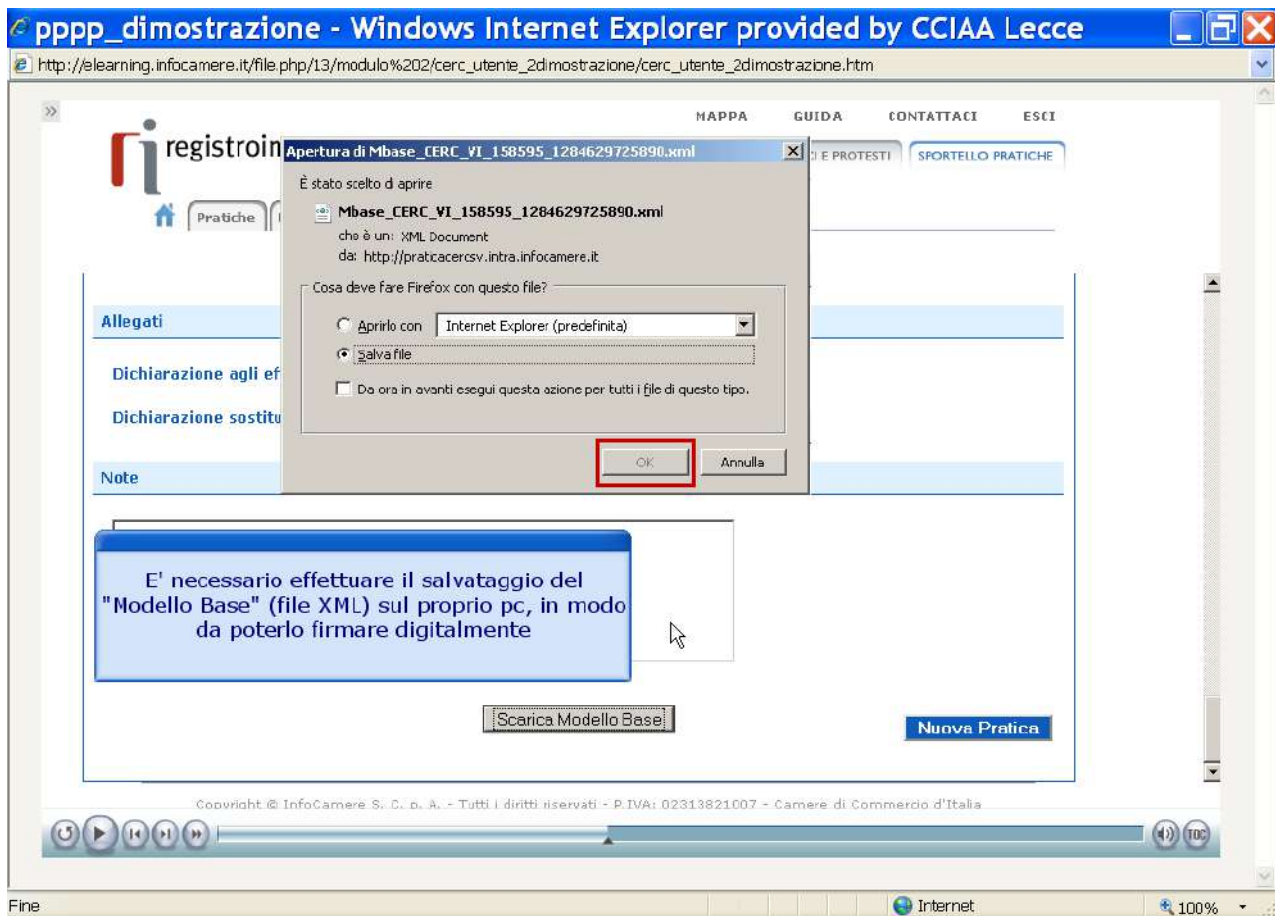 pppp_dimostrazione - Windows Internet Explorer provided by CCIAA Lecce
http://elearning.infocamere.it/file.php/13/modulo%202/cerc_utente_2dimostrazione/cerc_utente_2dimostrazione.htm
MAPPA GUIDA CONTATTACI ESCI
registroin
I E PROTESTI SPORTELLO PRATICHE
Pratiche
Apertura di Mbase_CERC_VI_158595_1284629725890.xml
È stato scelto di aprire
Mbase_CERC_VI_158595_1284629725890.xml
che è un: XML Document
da: http://praticacercsv.intra.infocamere.it
Cosa deve fare Firefox con questo file?
Aprirlo con Internet Explorer (predefinita)
Salva file
Da ora in avanti esegui questa azione per tutti i file di questo tipo.
OK Annulla
Allegati
Dichiarazione agli ef
Dichiarazione sostitu
Note
E' necessario effettuare il salvataggio del
"Modello Base" (file XML) sul proprio pc, in modo
da poterlo firmare digitalmente
Scarica Modello Base
Nuova Pratica
Copyright © InfoCamere S. C. p. A. - Tutti i diritti riservati - P.IVA: 02313821007 - Camere di Commercio d'Italia
TOC
Fine Internet 100%